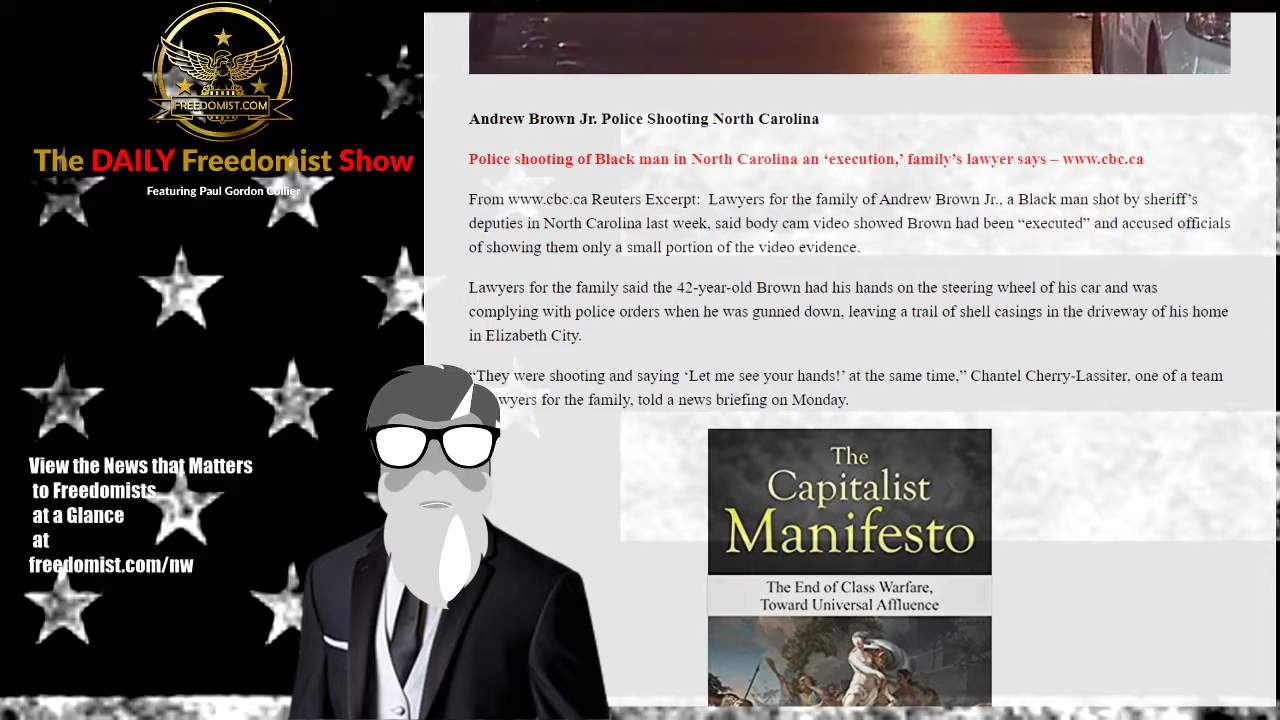 FREEDOMIST.COM
The DAILY Freedomist Show
Featuring Paul Gordon Collier
View the News that Matters
to Freedomists
at a Glance
at
freedomist.com/nw
Andrew Brown Jr. Police Shooting North Carolina
Police shooting of Black man in North Carolina an ‘execution,’ family’s lawyer says – www.cbc.ca
From www.cbc.ca Reuters Excerpt: Lawyers for the family of Andrew Brown Jr., a Black man shot by sheriff’s
deputies in North Carolina last week, said body cam video showed Brown had been “executed” and accused officials
of showing them only a small portion of the video evidence.
Lawyers for the family said the 42-year-old Brown had his hands on the steering wheel of his car and was
complying with police orders when he was gunned down, leaving a trail of shell casings in the driveway of his home
in Elizabeth City.
“They were shooting and saying ‘Let me see your hands!’ at the same time,” Chantel Cherry-Lassiter, one of a team
wyers for the family, told a news briefing on Monday.
The
Capitalist
Manifesto
The End of Class Warfare,
Toward Universal Affluence